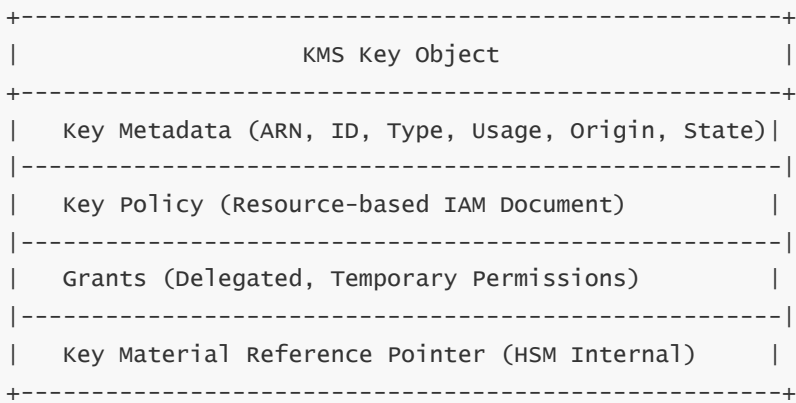 +------------------------------------------------------+
|                    KMS Key Object                    |
+------------------------------------------------------+
|   Key Metadata (ARN, ID, Type, Usage, Origin, State)|
|------------------------------------------------------|
|   Key Policy (Resource-based IAM Document)          |
|------------------------------------------------------|
|   Grants (Delegated, Temporary Permissions)         |
|------------------------------------------------------|
|   Key Material Reference Pointer (HSM Internal)     |
+------------------------------------------------------+